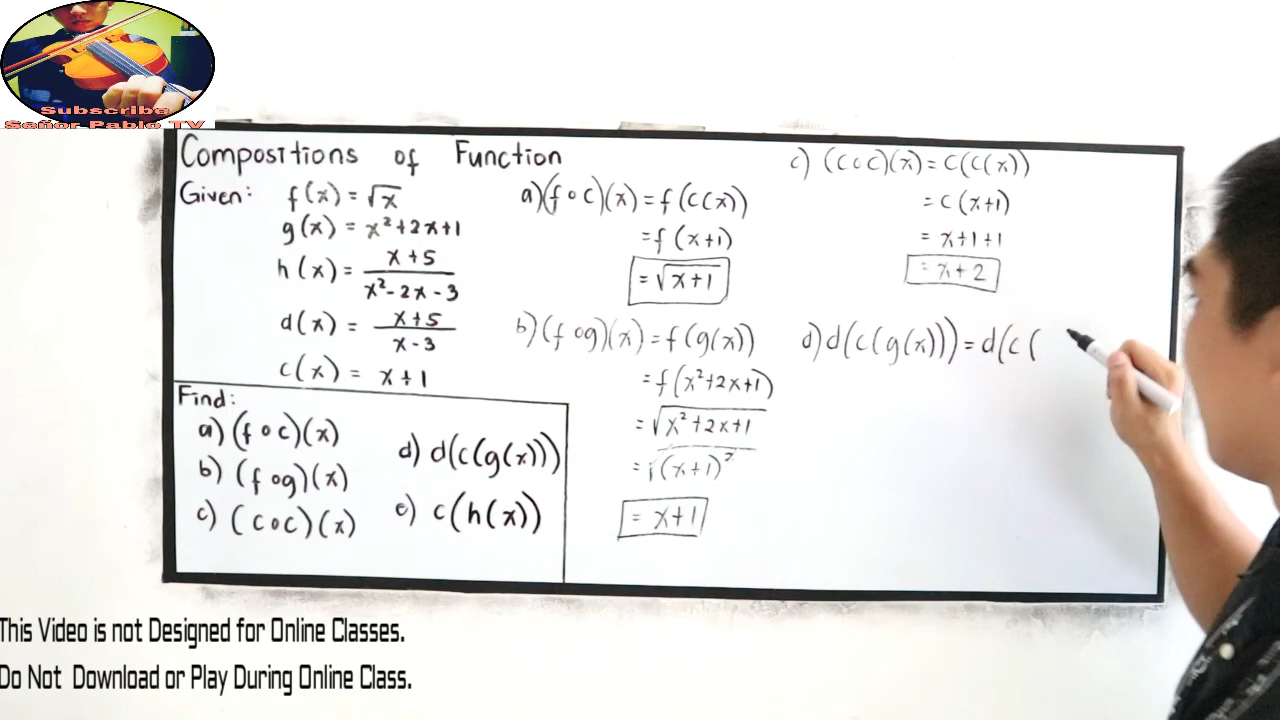 Subscribe
Señor Pablo TV
Compositions of Function
Given: f(x) = √x
g(x) = x²+2x+1
h(x) = x+5 / x²-2x-3
d(x) = x+5 / x-3
c(x) = x+1
Find:
a) (f∘c)(x)
b) (f∘g)(x)
c) (c∘c)(x)
d) d(c(g(x)))
e) c(h(x))
a) (f∘c)(x) = f(c(x))
= f(x+1)
= √x+1
b) (f∘g)(x) = f(g(x))
= f(x²+2x+1)
= √x²+2x+1
= √(x+1)²
= x+1
c) (c∘c)(x) = c(c(x))
= c(x+1)
= x+1+1
= x+2
d) d(c(g(x))) = d(c(
This Video is not Designed for Online Classes.
Do Not Download or Play During Online Class.